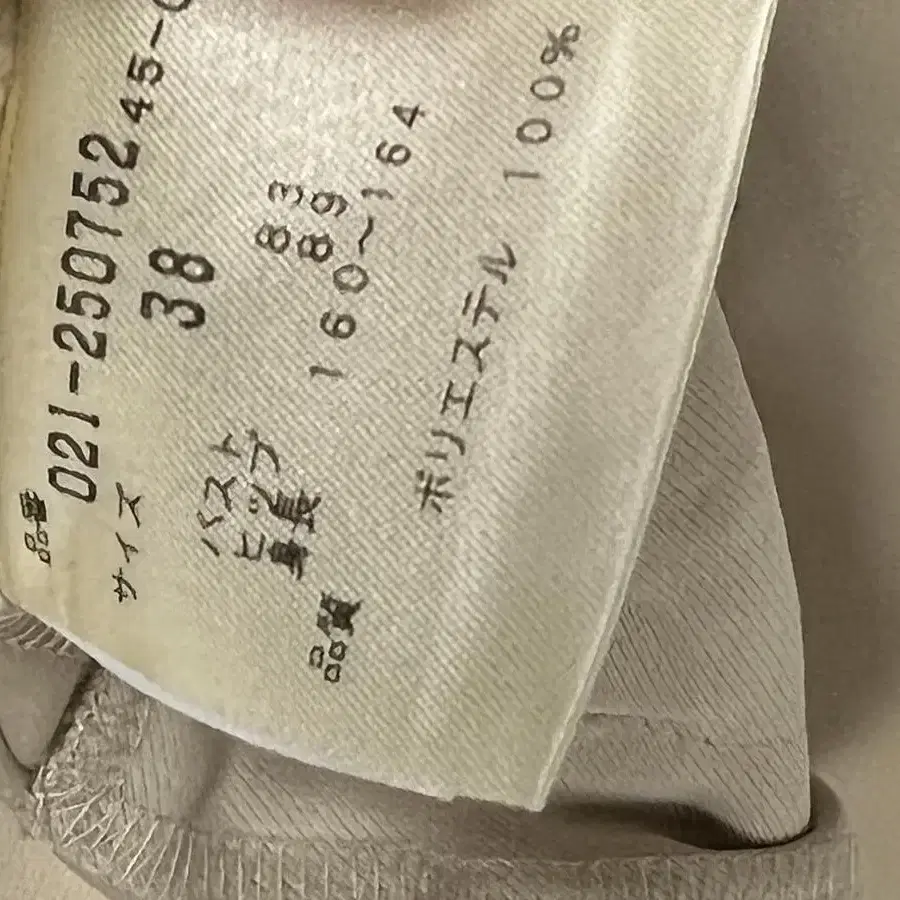 品番 021-250752 45-0
サイズ 38
バスト 83
ヒップ 89
身長 160~164
品質
ポリエステル 100%